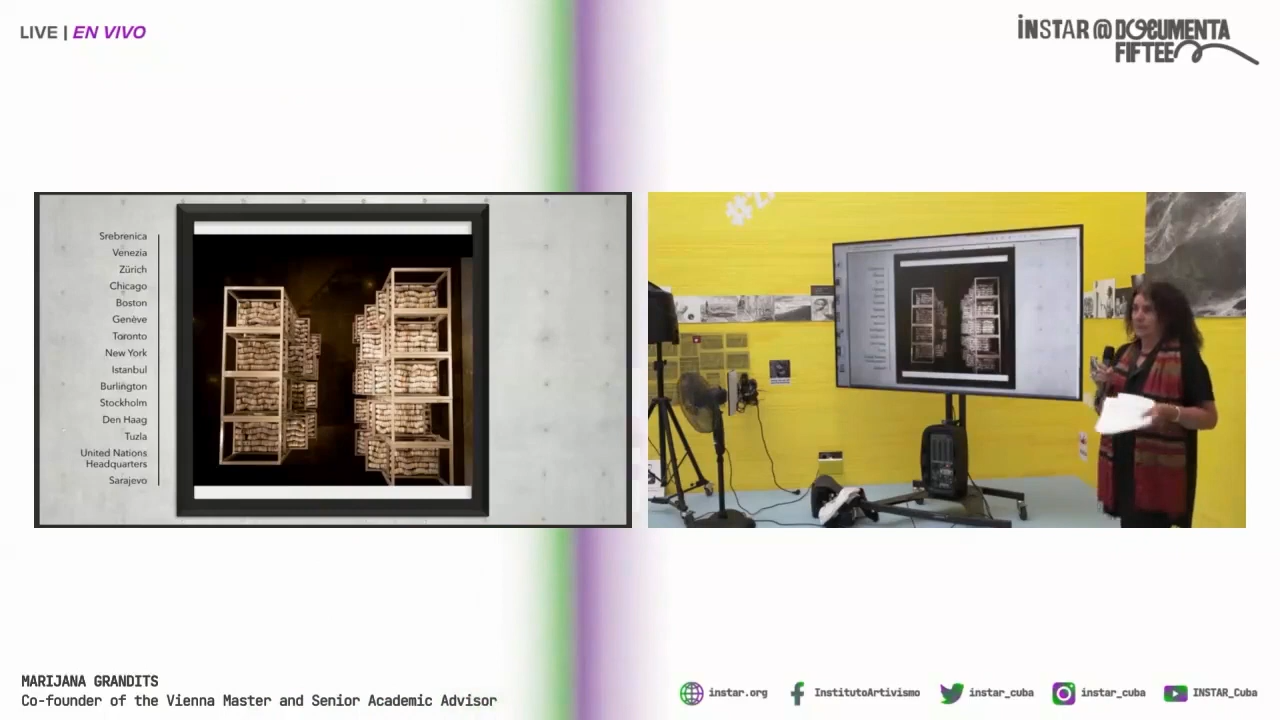 LIVE | EN VIVO
INSTAR @ DOCUMENTA
FIFTEEN
Srebrenica
Venezia
Zürich
Chicago
Boston
Genève
Toronto
New York
Istanbul
Burlington
Stockholm
Den Haag
Tuzla
United Nations
Headquarters
Sarajevo
MARIJANA GRANDITS
Co-founder of the Vienna Master and Senior Academic Advisor
instar.org
InstitutoArtivismo
instar_cuba
instar_cuba
INSTAR_Cuba